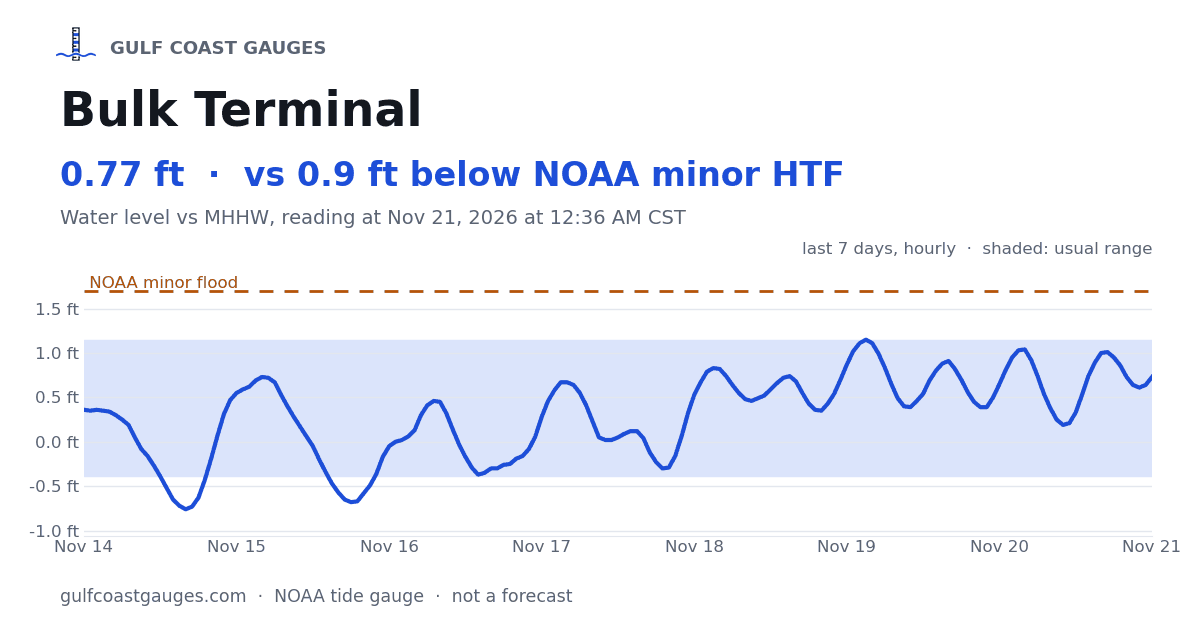 GULF COAST GAUGES
Bulk Terminal
0.77 ft · vs 0.9 ft below NOAA minor HTF
Water level vs MHHW, reading at Nov 21, 2026 at 12:36 AM CST
last 7 days, hourly · shaded: usual range
NOAA minor flood
1.5 ft
1.0 ft
0.5 ft
0.0 ft
-0.5 ft
-1.0 ft
Nov 14 Nov 15 Nov 16 Nov 17 Nov 18 Nov 19 Nov 20 Nov 21
gulfcoastgauges.com · NOAA tide gauge · not a forecast